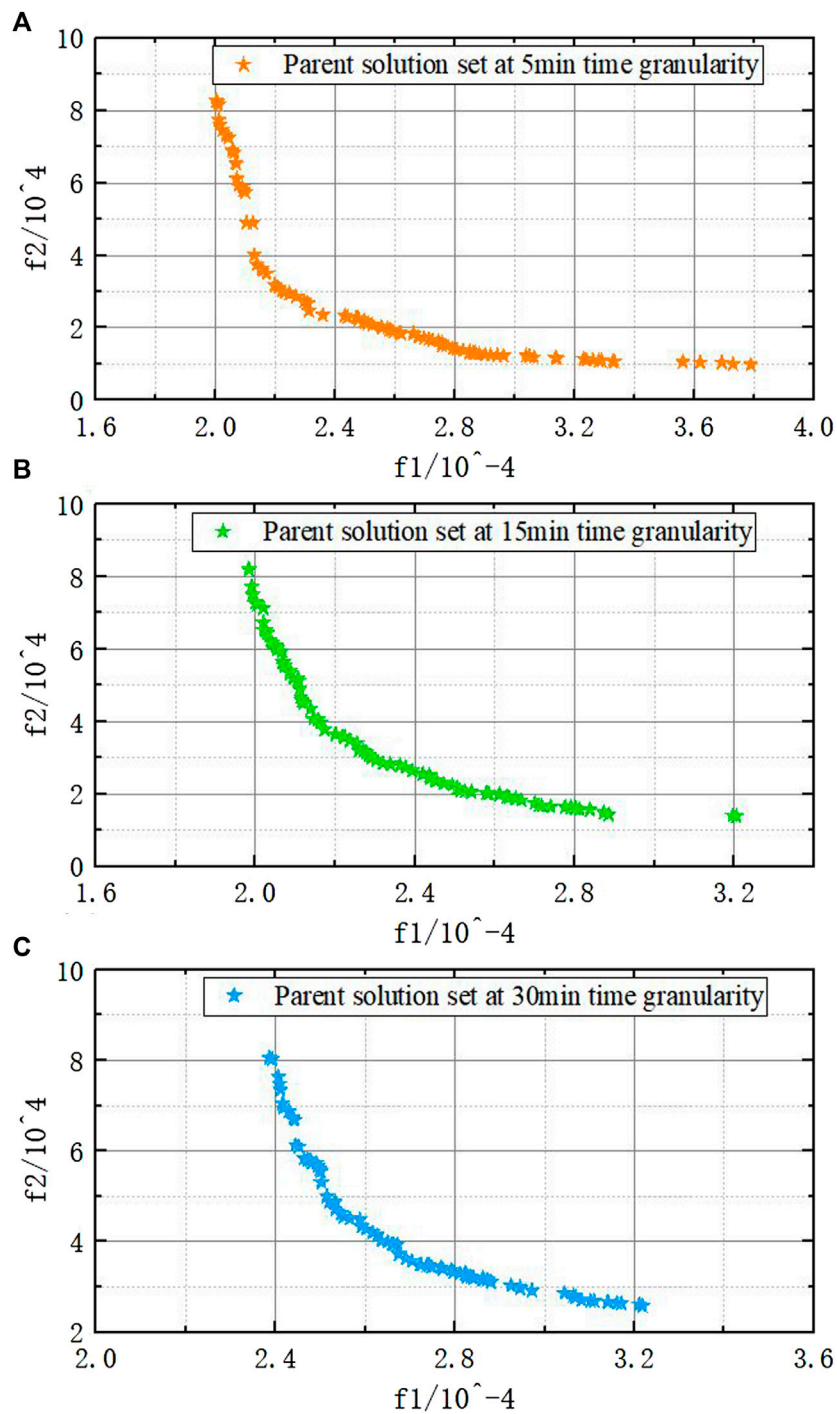 A
Parent solution set at 5min time granularity
10
8
6
4
2
0
f2/10^4
1.6 2.0 2.4 2.8 3.2 3.6 4.0
f1/10^-4
B
Parent solution set at 15min time granularity
10
8
6
4
2
0
f2/10^4
1.6 2.0 2.4 2.8 3.2
f1/10^-4
C
Parent solution set at 30min time granularity
10
8
6
4
2
f2/10^4
2.0 2.4 2.8 3.2 3.6
f1/10^-4